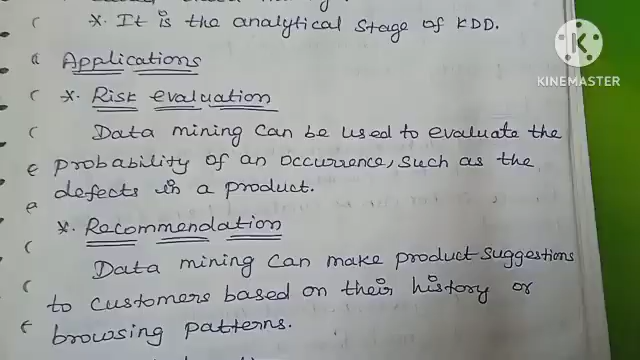 *. It is the analytical stage of KDD.
Applications
*. Risk evaluation
Data mining can be used to evaluate the
probability of an occurrence, such as the
defects in a product.
*. Recommendation
Data mining can make product suggestions
to customers based on their history or
browsing patterns.
KINEMASTER